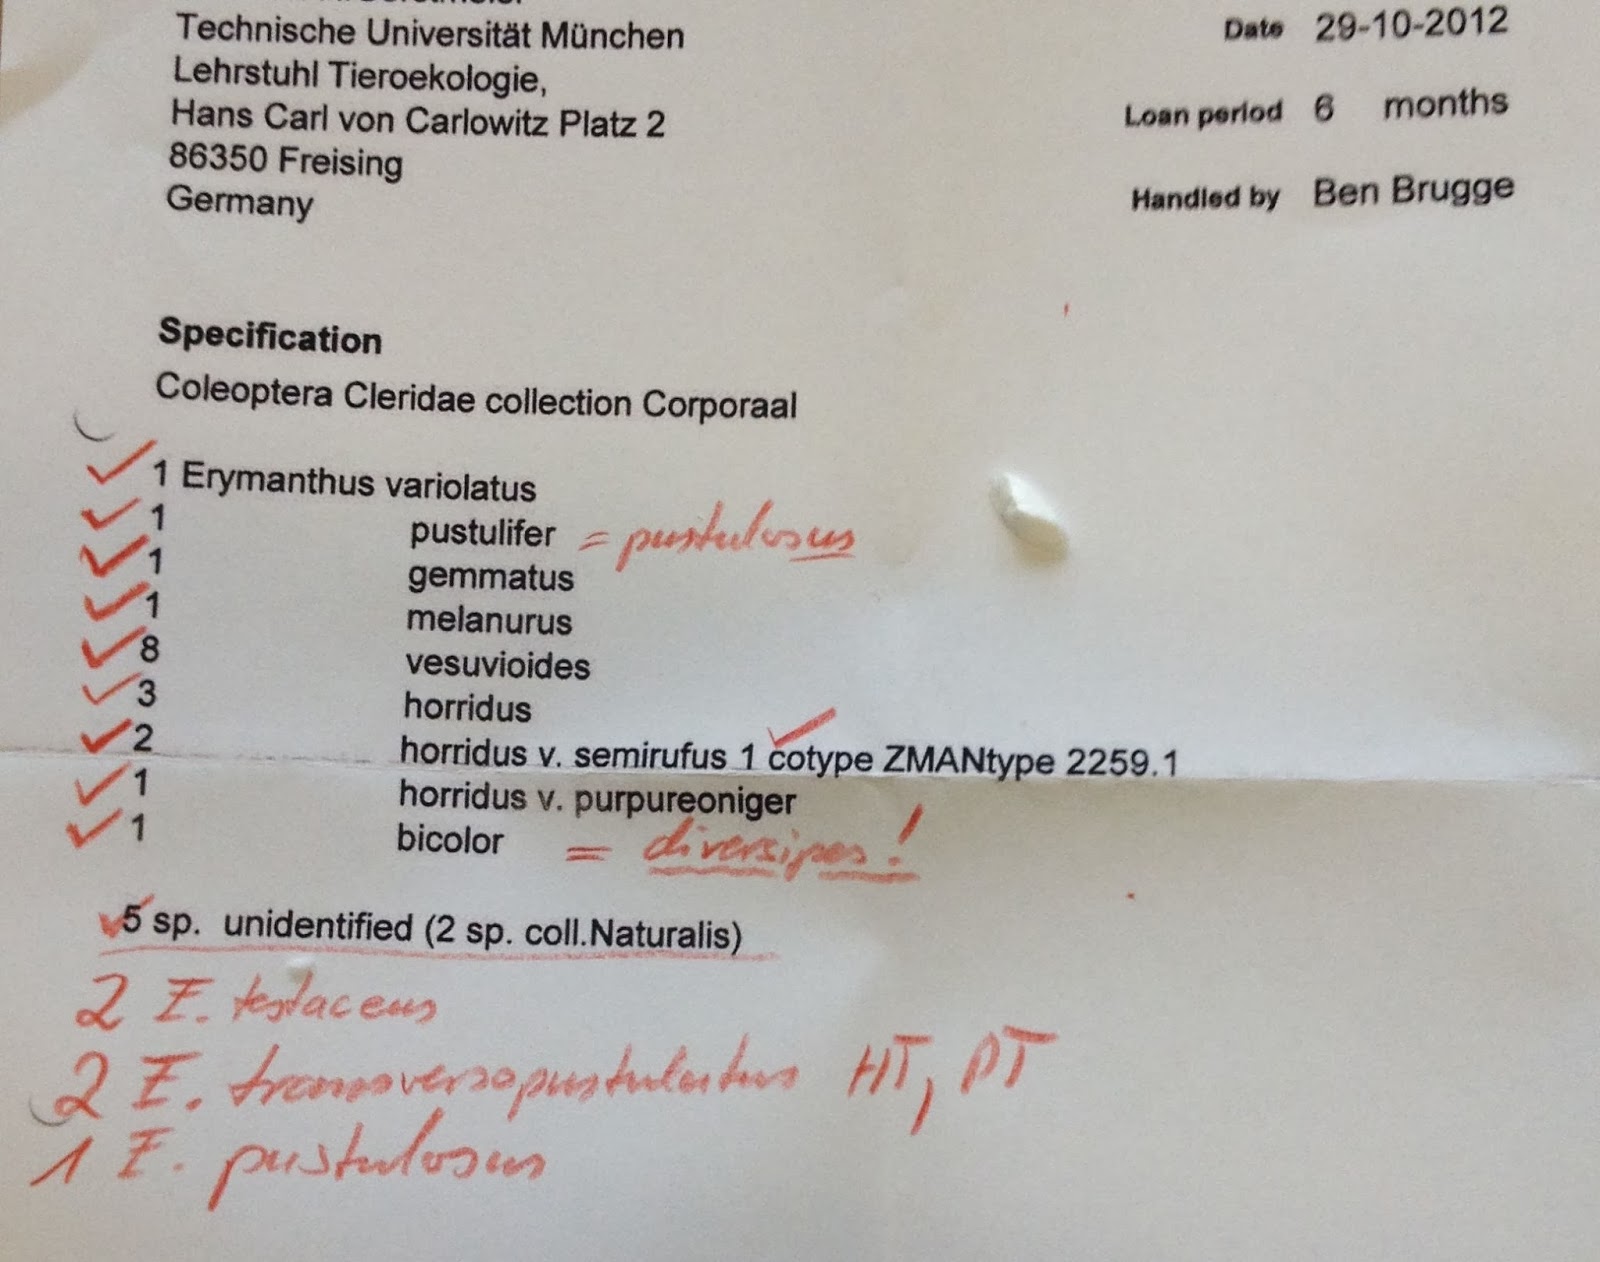 Technische Universität München
Lehrstuhl Tieroekologie,
Hans Carl von Carlowitz Platz 2
86350 Freising
Germany
Date 29-10-2012
Loan period 6 months
Handled by Ben Brugge
Specification
Coleoptera Cleridae collection Corporaal
1 Erymanthus variolatus
1 pustulifer = pustulosus
1 gemmatus
1 melanurus
8 vesuvioides
3 horridus
2 horridus v. semirufus 1 cotype ZMANtype 2259.1
1 horridus v. purpureoniger
1 bicolor = diversipes!
5 sp. unidentified (2 sp. coll.Naturalis)
2 E. testaceus
2 E. transversopustulatus HT, PT
1 E. pustulosus